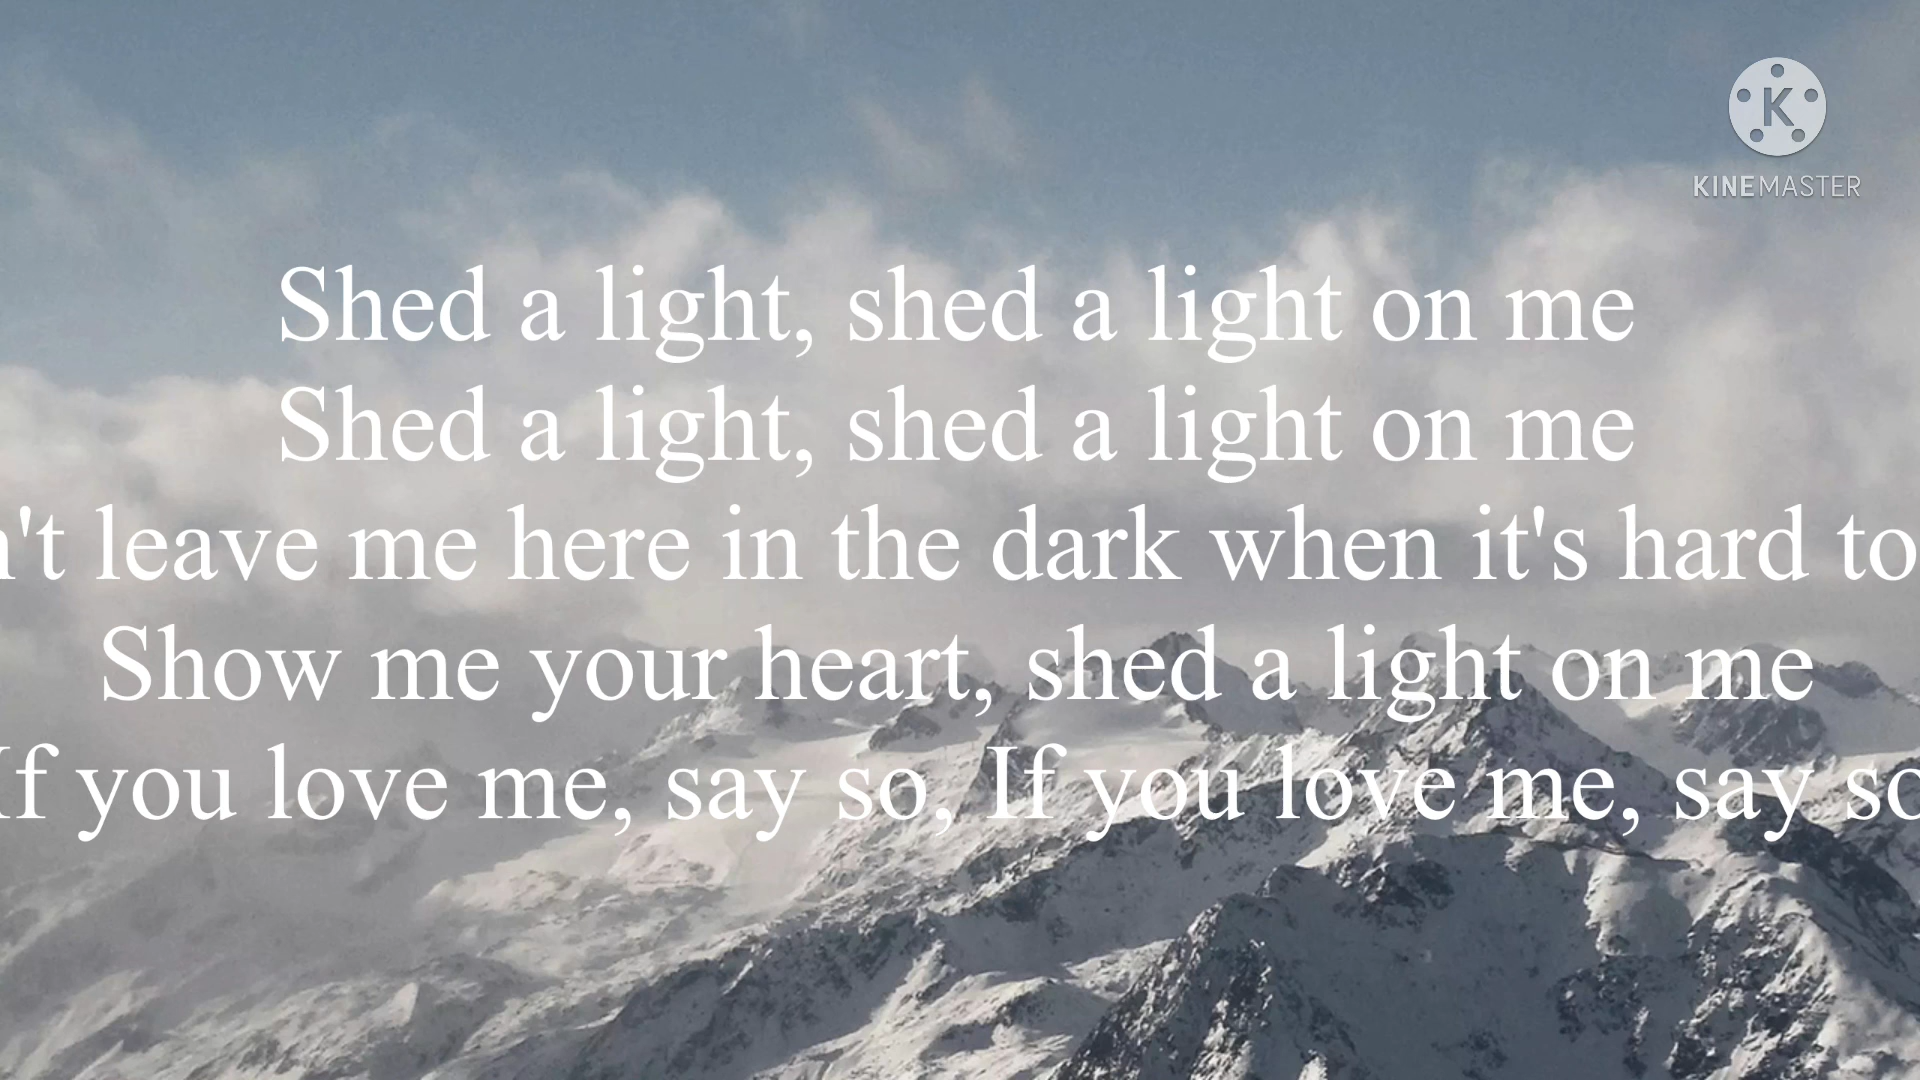 KINEMASTER
Shed a light, shed a light on me
Shed a light, shed a light on me
n't leave me here in the dark when it's hard to
Show me your heart, shed a light on me
If you love me, say so, If you love me, say so